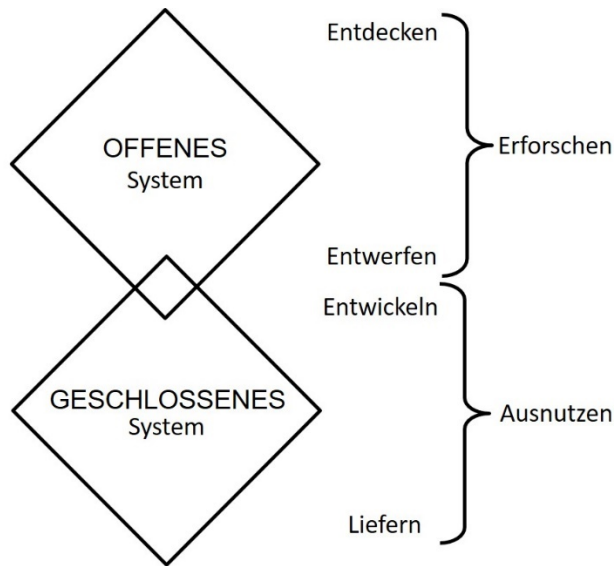 Entdecken
OFFENES
System
Erforschen
Entwerfen
Entwickeln
GESCHLOSSENES
System
Ausnutzen
Liefern